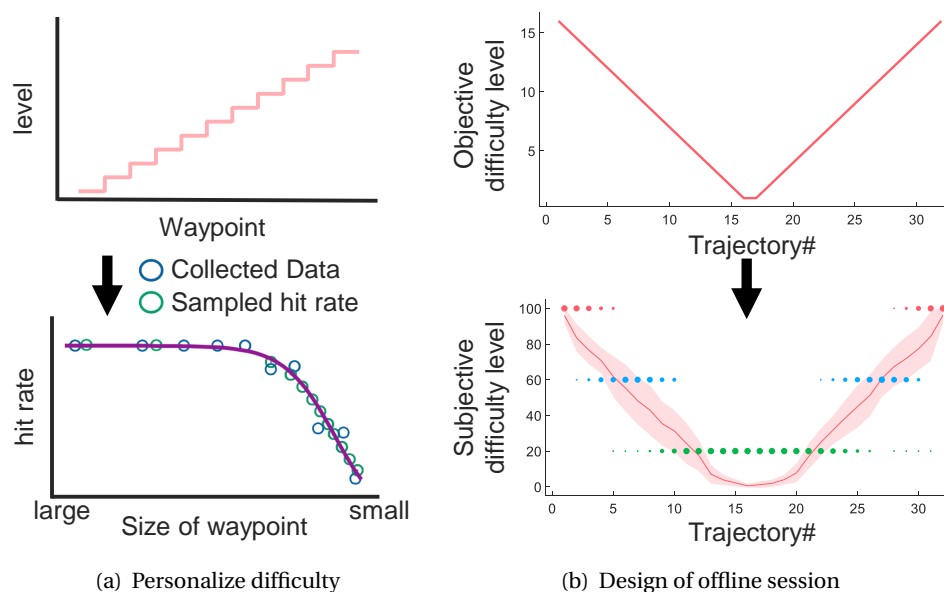 level
Waypoint
Collected Data
Sampled hit rate
hit rate
large
small
Size of waypoint
(a) Personalize difficulty
Objective
difficulty level
15
10
5
0 5 10 15 20 25 30
Trajectory#
Subjective
difficulty level
100
80
60
40
20
0
0 5 10 15 20 25 30
Trajectory#
(b) Design of offline session